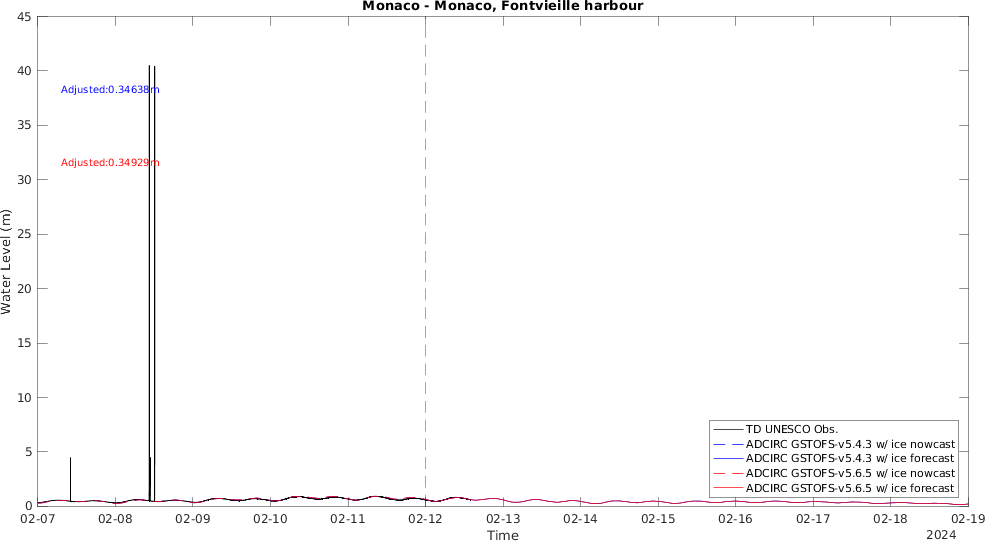 Monaco - Monaco, Fontvieille harbour
45
40
35
30
25
20
15
10
5
0
Water Level (m)
Adjusted:0.34638m
Adjusted:0.34929m
TD UNESCO Obs.
ADCIRC GSTOFS-v5.4.3 w/ ice nowcast
ADCIRC GSTOFS-v5.4.3 w/ ice forecast
ADCIRC GSTOFS-v5.6.5 w/ ice nowcast
ADCIRC GSTOFS-v5.6.5 w/ ice forecast
02-07 02-08 02-09 02-10 02-11 02-12 02-13 02-14 02-15 02-16 02-17 02-18 02-19
Time
2024